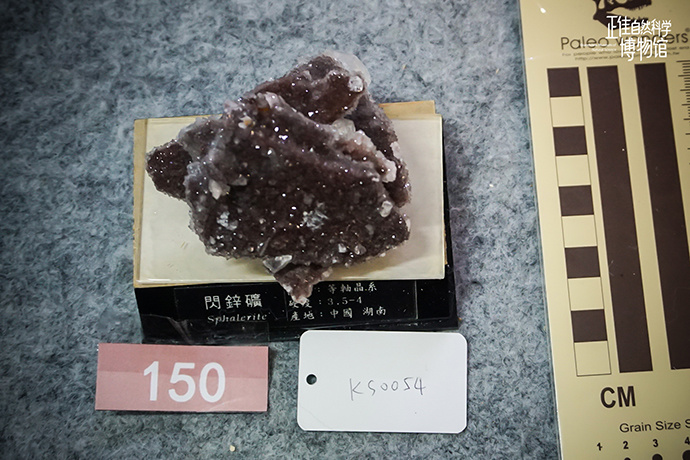 正佳自然科学
博物馆
閃鋅礦
Sphalerite
等軸晶系
硬度：3.5-4
產地：中國 湖南
150
KS0054
CM
Grain Size
1 2 3 4